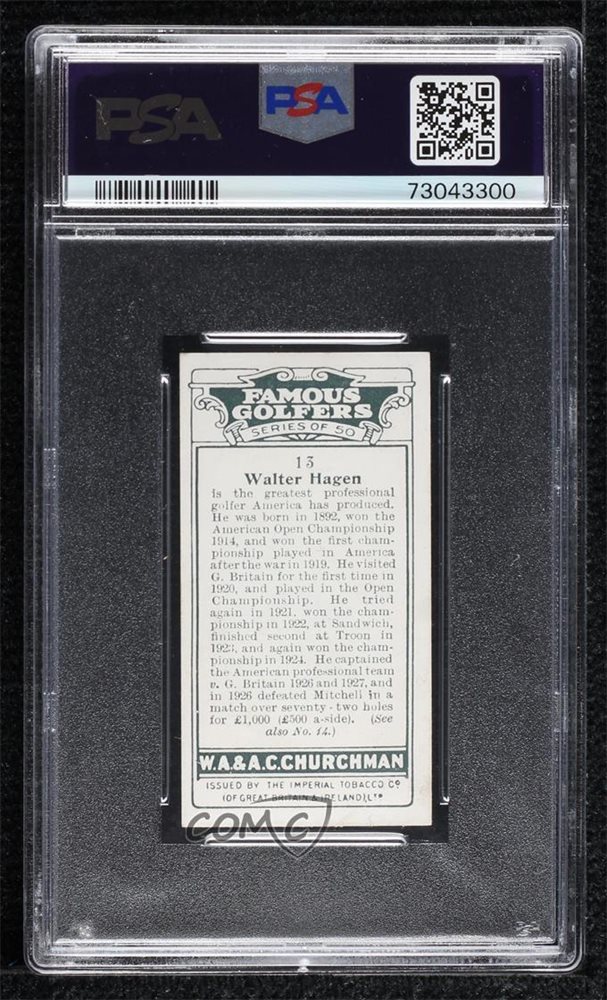 PSA
PSA
73043300
FAMOUS
GOLFERS
SERIES OF 50
13
Walter Hagen
is the greatest professional
golfer America has produced.
He was born in 1892, won the
American Open Championship
1914, and won the first cham-
pionship played in America
after the war in 1919. He visited
G. Britain for the first time in
1920, and played in the Open
Championship. He tried
again in 1921, won the cham-
pionship in 1922, at Sandwich,
finished second at Troon in
1923, and again won the cham-
pionship in 1924. He captained
the American professional team
v. G. Britain 1926 and 1927, and
in 1926 defeated Mitchell in a
match over seventy-two holes
for £1,000 (£500 a-side). (See
also No. 14.)
W.A.& A.C.CHURCHMAN
ISSUED BY THE IMPERIAL TOBACCO Co
(OF GREAT BRITAIN & IRELAND), LTD
COMC